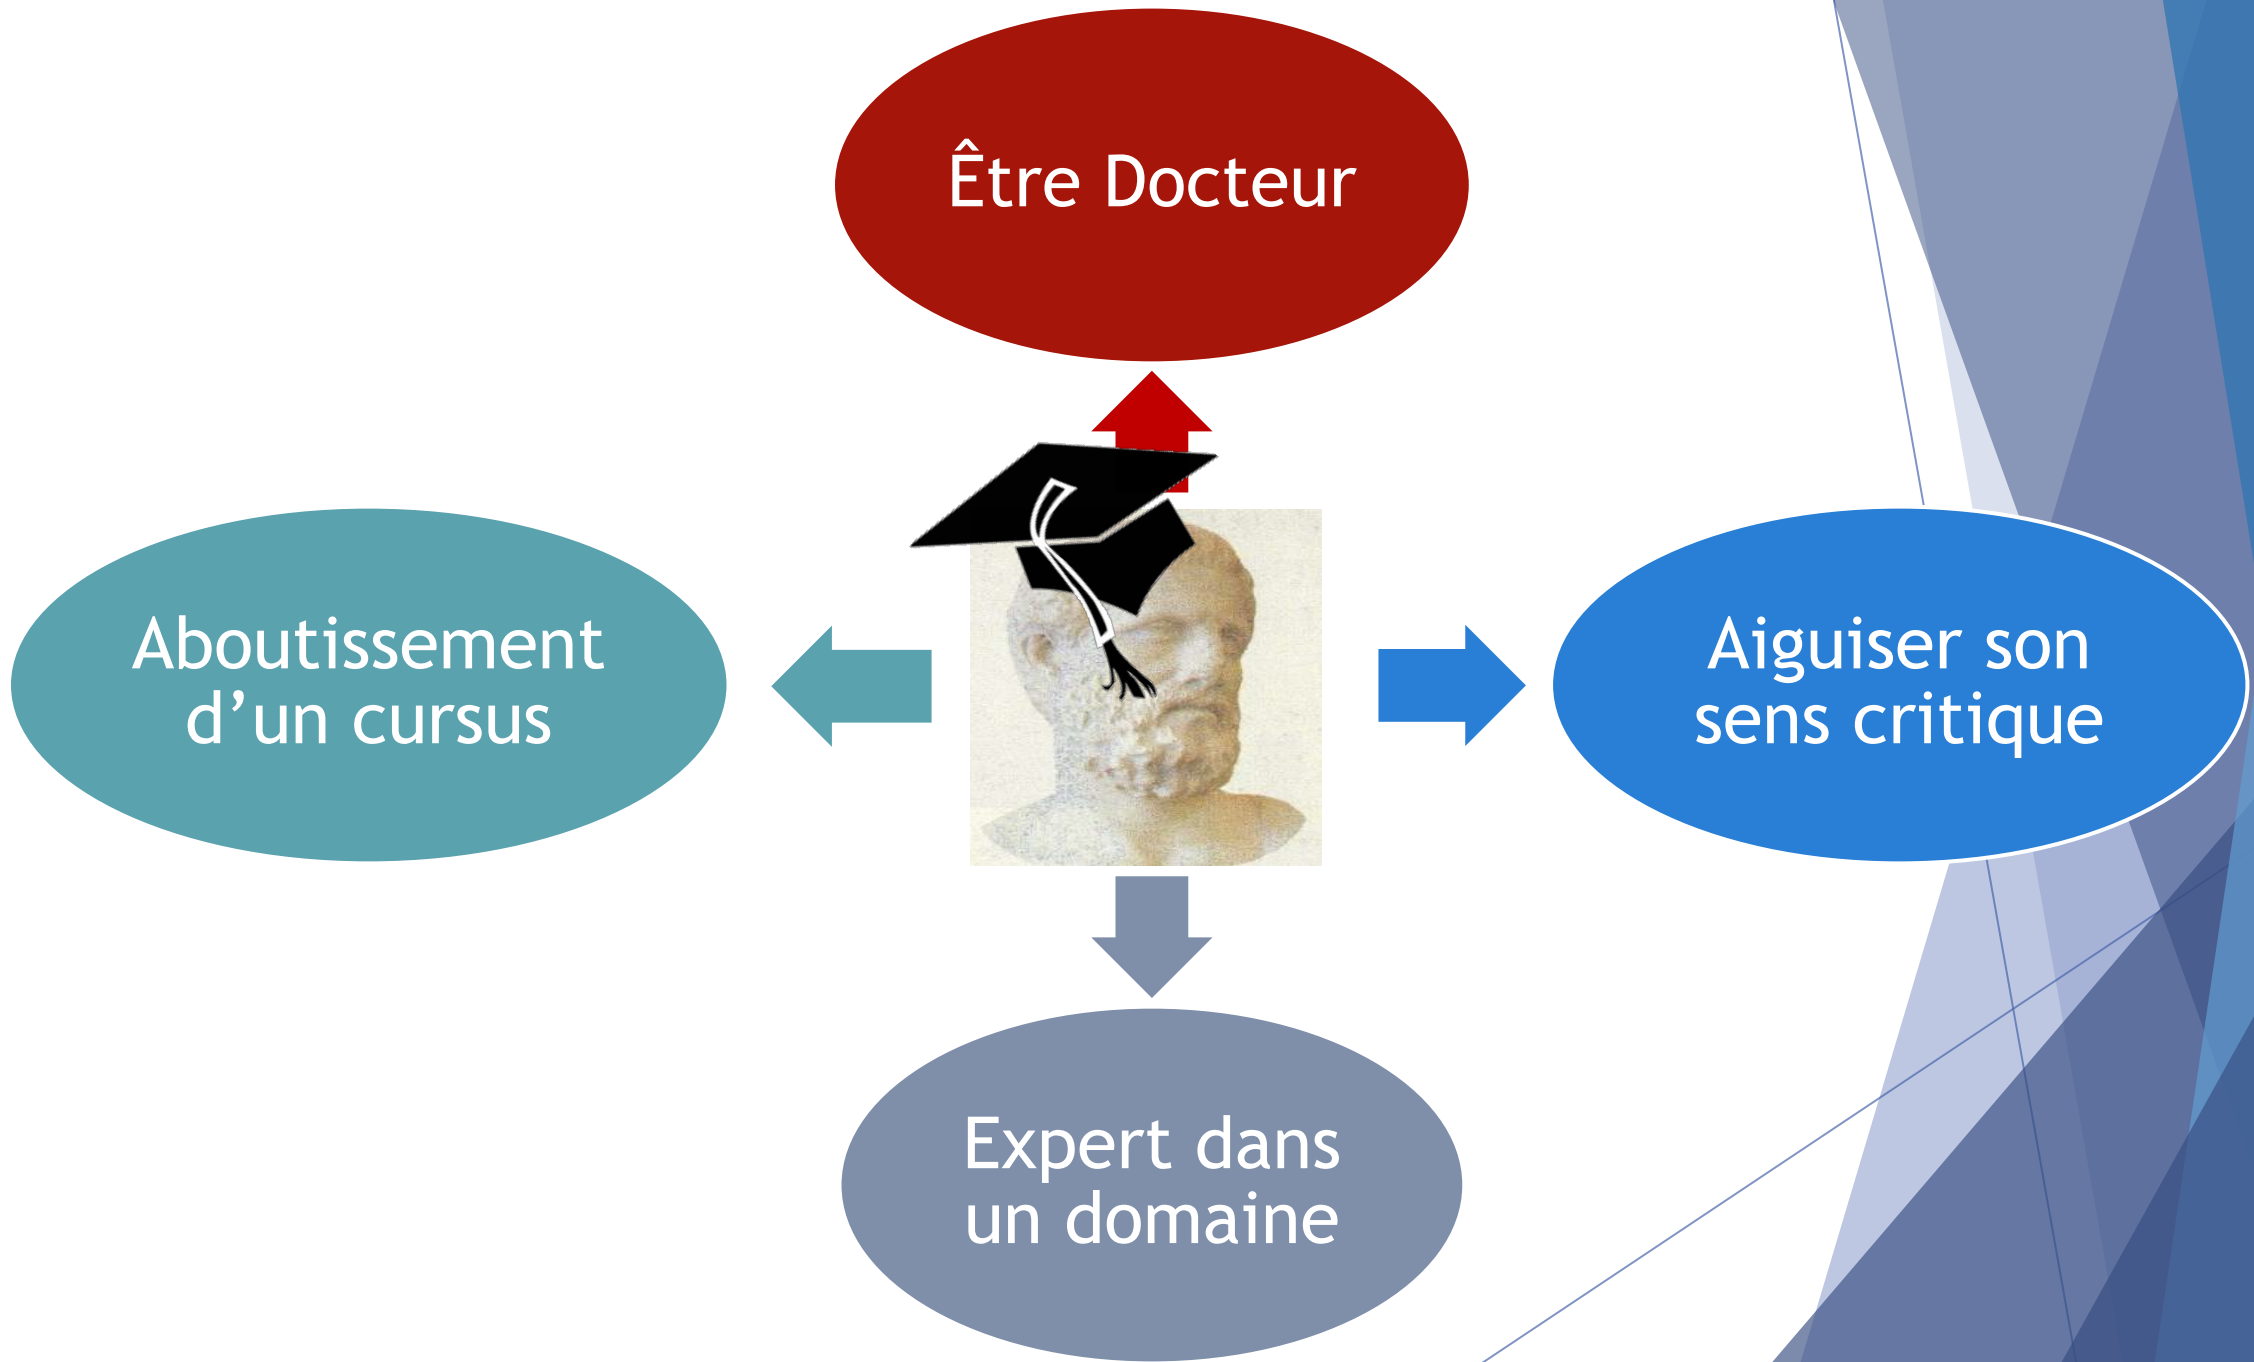 Être Docteur
Aboutissement
d’un cursus
Aiguiser son
sens critique
Expert dans
un domaine